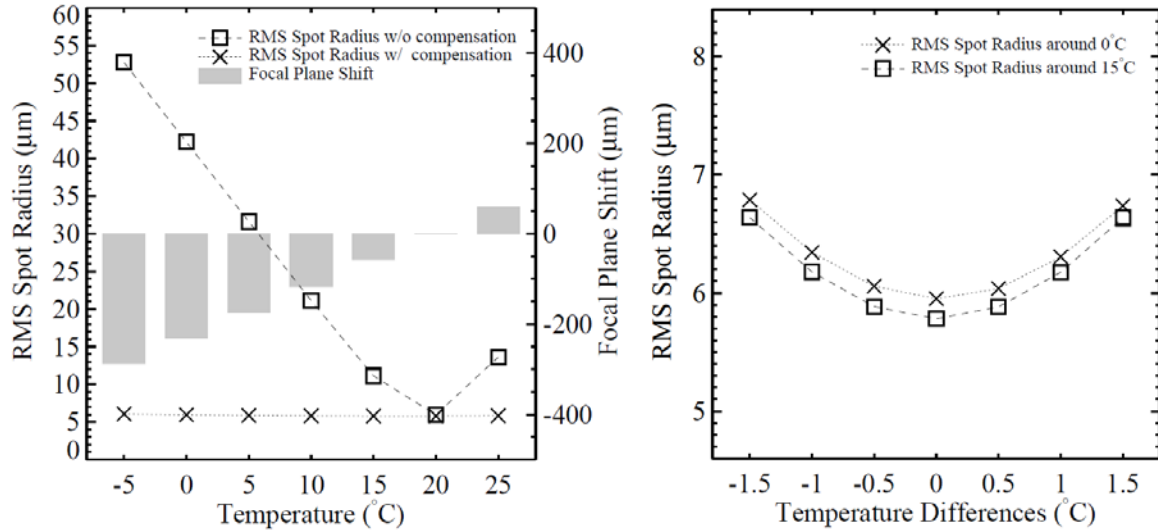 60
55
50
45
40
35
30
25
20
15
10
5
0
RMS Spot Radius (μm)
RMS Spot Radius w/o compensation
RMS Spot Radius w/ compensation
Focal Plane Shift
400
200
0
-200
-400
Focal Plane Shift (μm)
-5 0 5 10 15 20 25
Temperature (°C)
8
7
6
5
RMS Spot Radius (μm)
RMS Spot Radius around 0°C
RMS Spot Radius around 15°C
-1.5 -1 -0.5 0 0.5 1 1.5
Temperature Differences (°C)